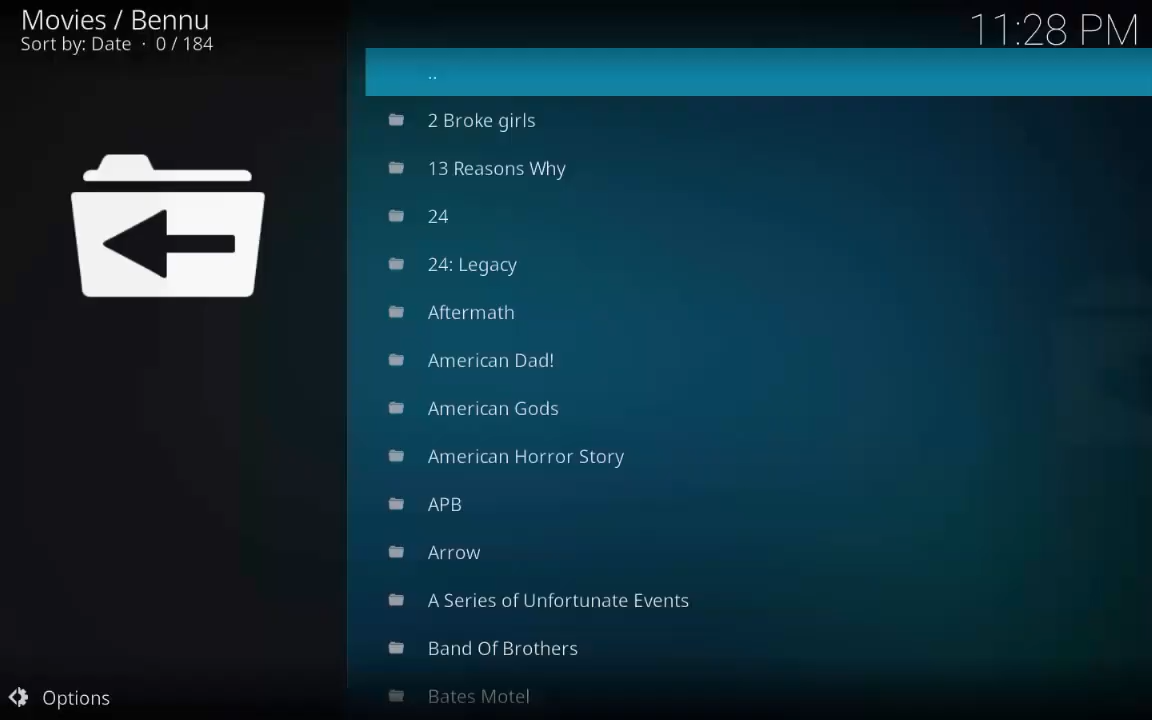 Movies / Bennu
Sort by: Date · 0 / 184
11:28 PM
..
2 Broke girls
13 Reasons Why
24
24: Legacy
Aftermath
American Dad!
American Gods
American Horror Story
APB
Arrow
A Series of Unfortunate Events
Band Of Brothers
Bates Motel
Options